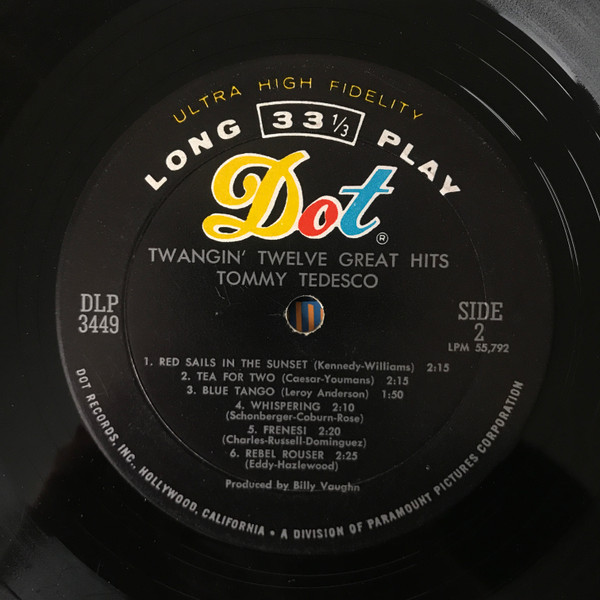 ULTRA HIGH FIDELITY
LONG 33 1/3 PLAY
Dot®
TWANGIN' TWELVE GREAT HITS
TOMMY TEDESCO
DLP
3449
SIDE
2
LPM 55,792
1. RED SAILS IN THE SUNSET (Kennedy-Williams) 2:15
2. TEA FOR TWO (Caesar-Youmans) 2:15
3. BLUE TANGO (Leroy Anderson) 1:50
4. WHISPERING 2:10
(Schonberger-Coburn-Rose)
5. FRENESI 2:20
(Charles-Russell-Dominguez)
6. REBEL ROUSER 2:25
(Eddy-Hazlewood)
Produced by Billy Vaughn
DOT RECORDS, INC., HOLLYWOOD, CALIFORNIA • A DIVISION OF PARAMOUNT PICTURES CORPORATION